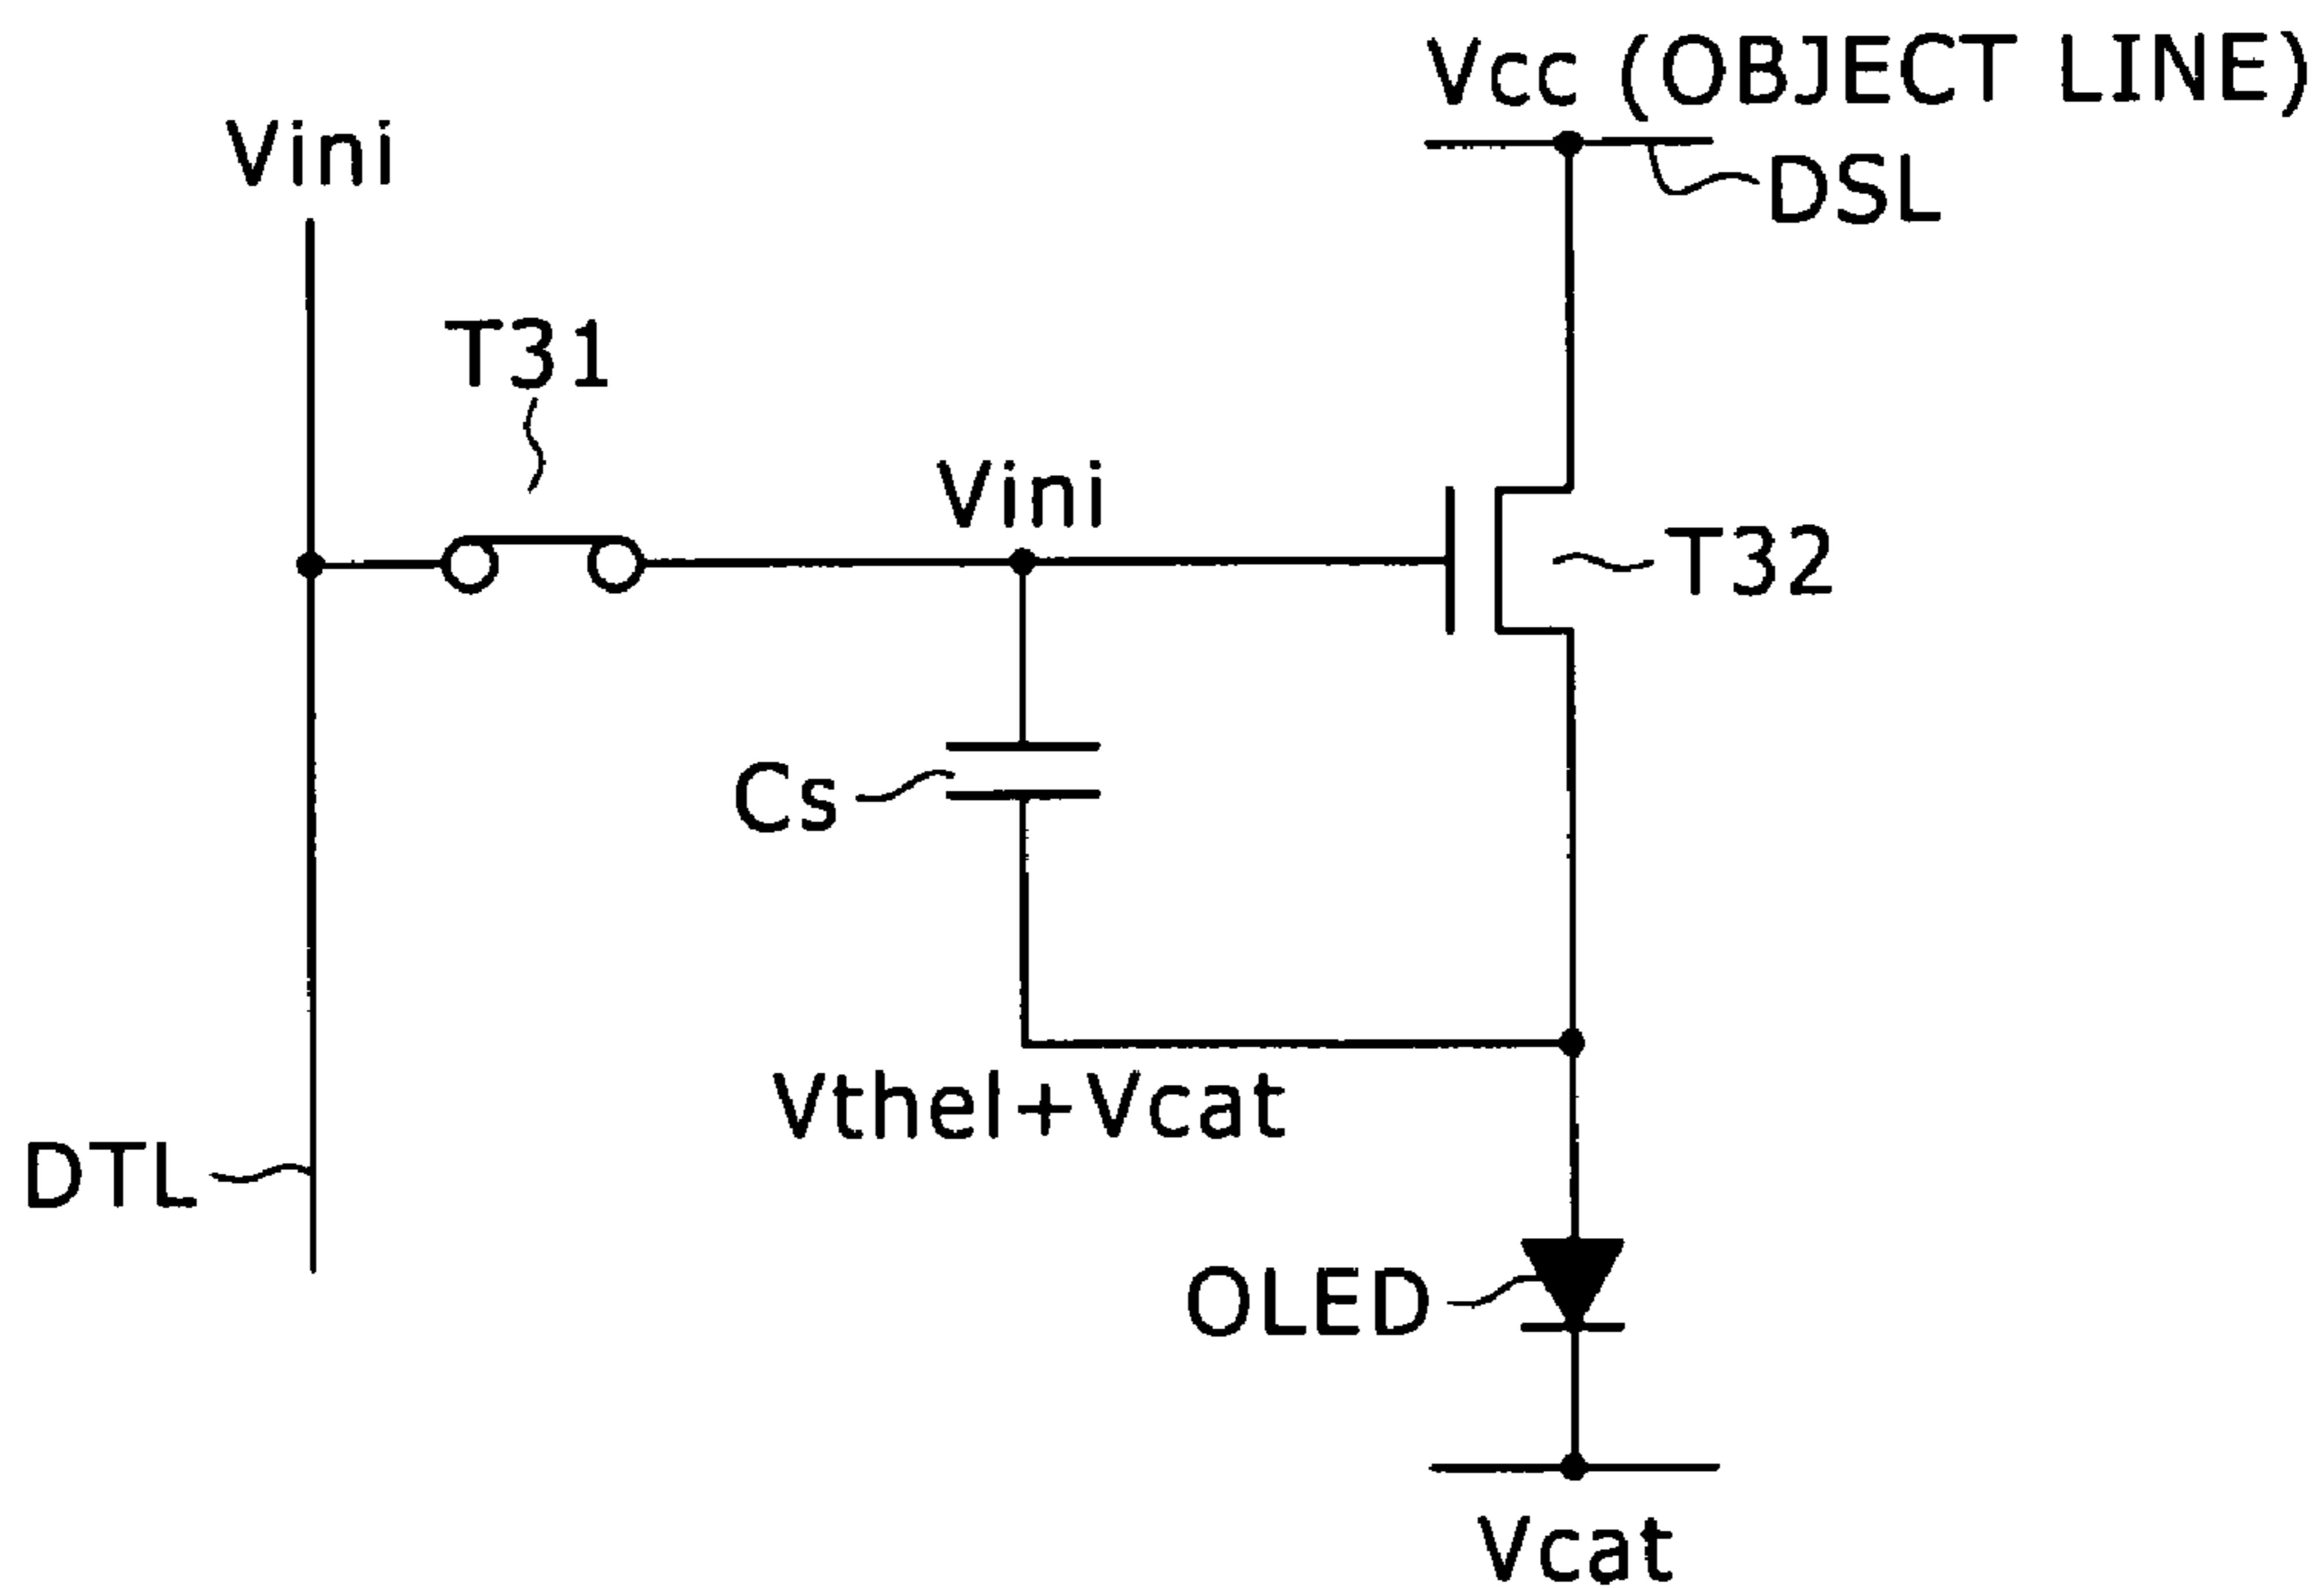 Vcc (OBJECT LINE)
Vini
DSL
T31
Vini
T32
Cs
Vthel+Vcat
DTL
OLED
Vcat